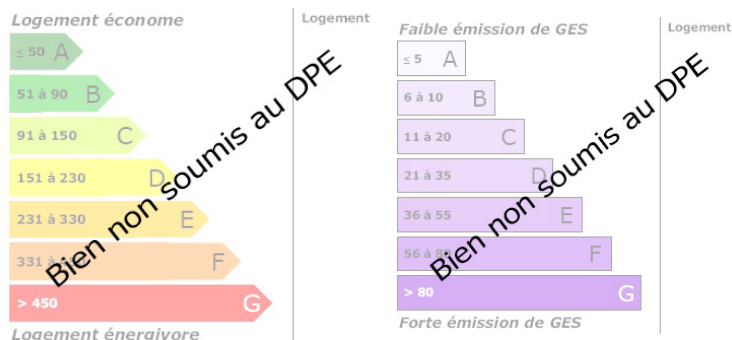 Logement économe
Logement
≤ 50 A
51 à 90 B
91 à 150 C
151 à 230 D
231 à 330 E
331 F
> 450 G
Logement énergivore
Bien non soumis au DPE
Faible émission de GES
Logement
≤ 5 A
6 à 10 B
11 à 20 C
21 à 35 D
36 à 55 E
56 à 80 F
> 80 G
Forte émission de GES
Bien non soumis au DPE